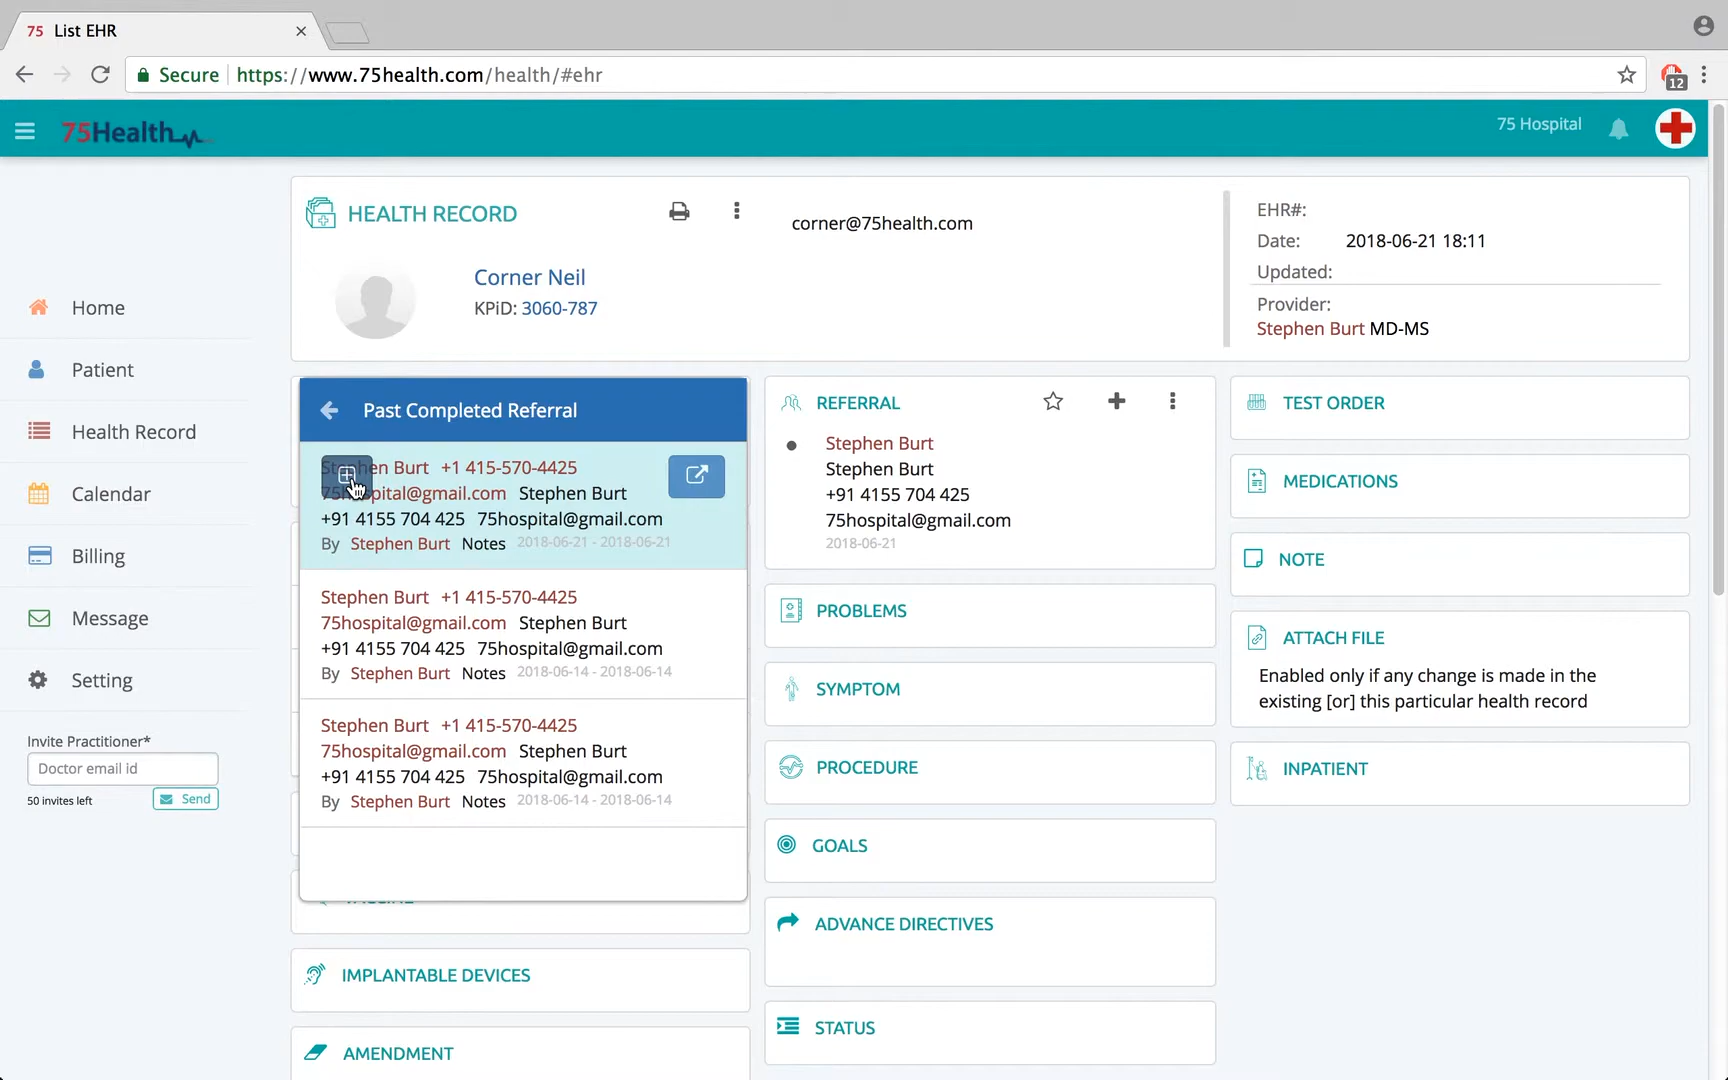 75 List EHR
Secure https://www.75health.com/health/#ehr
12
75Health
75 Hospital
HEALTH RECORD
corner@75health.com
Corner Neil
KPiD: 3060-787
EHR#:
Date: 2018-06-21 18:11
Updated:
Provider:
Stephen Burt MD-MS
Home
Patient
Health Record
Calendar
Billing
Message
Setting
Invite Practitioner*
Doctor email id
50 invites left
Send
Past Completed Referral
Stephen Burt +1 415-570-4425
75hospital@gmail.com Stephen Burt
+91 4155 704 425 75hospital@gmail.com
By Stephen Burt Notes 2018-06-21 - 2018-06-21
Stephen Burt +1 415-570-4425
75hospital@gmail.com Stephen Burt
+91 4155 704 425 75hospital@gmail.com
By Stephen Burt Notes 2018-06-14 - 2018-06-14
Stephen Burt +1 415-570-4425
75hospital@gmail.com Stephen Burt
+91 4155 704 425 75hospital@gmail.com
By Stephen Burt Notes 2018-06-14 - 2018-06-14
IMPLANTABLE DEVICES
AMENDMENT
REFERRAL
Stephen Burt
Stephen Burt
+91 4155 704 425
75hospital@gmail.com
2018-06-21
PROBLEMS
SYMPTOM
PROCEDURE
GOALS
ADVANCE DIRECTIVES
STATUS
TEST ORDER
MEDICATIONS
NOTE
ATTACH FILE
Enabled only if any change is made in the
existing [or] this particular health record
INPATIENT